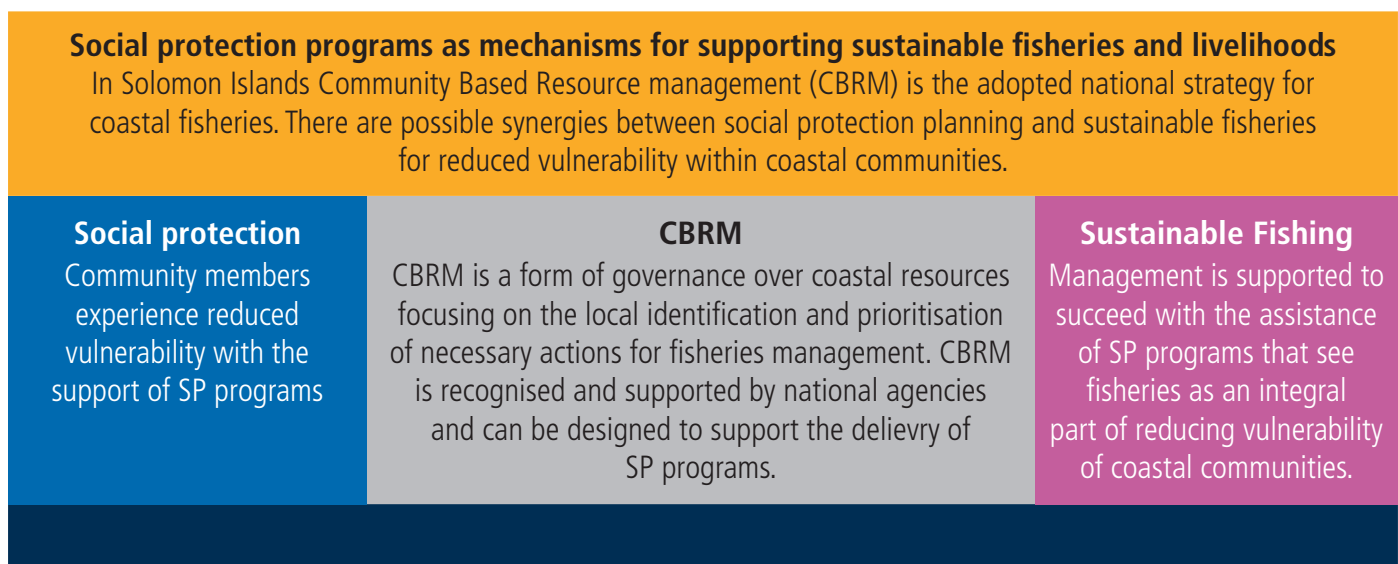 Social protection programs as mechanisms for supporting sustainable fisheries and livelihoods
In Solomon Islands Community Based Resource management (CBRM) is the adopted national strategy for
coastal fisheries. There are possible synergies between social protection planning and sustainable fisheries
for reduced vulnerability within coastal communities.
Social protection
Community members
experience reduced
vulnerability with the
support of SP programs
CBRM
CBRM is a form of governance over coastal resources
focusing on the local identification and prioritisation
of necessary actions for fisheries management. CBRM
is recognised and supported by national agencies
and can be designed to support the delievry of
SP programs.
Sustainable Fishing
Management is supported to
succeed with the assistance
of SP programs that see
fisheries as an integral
part of reducing vulnerability
of coastal communities.